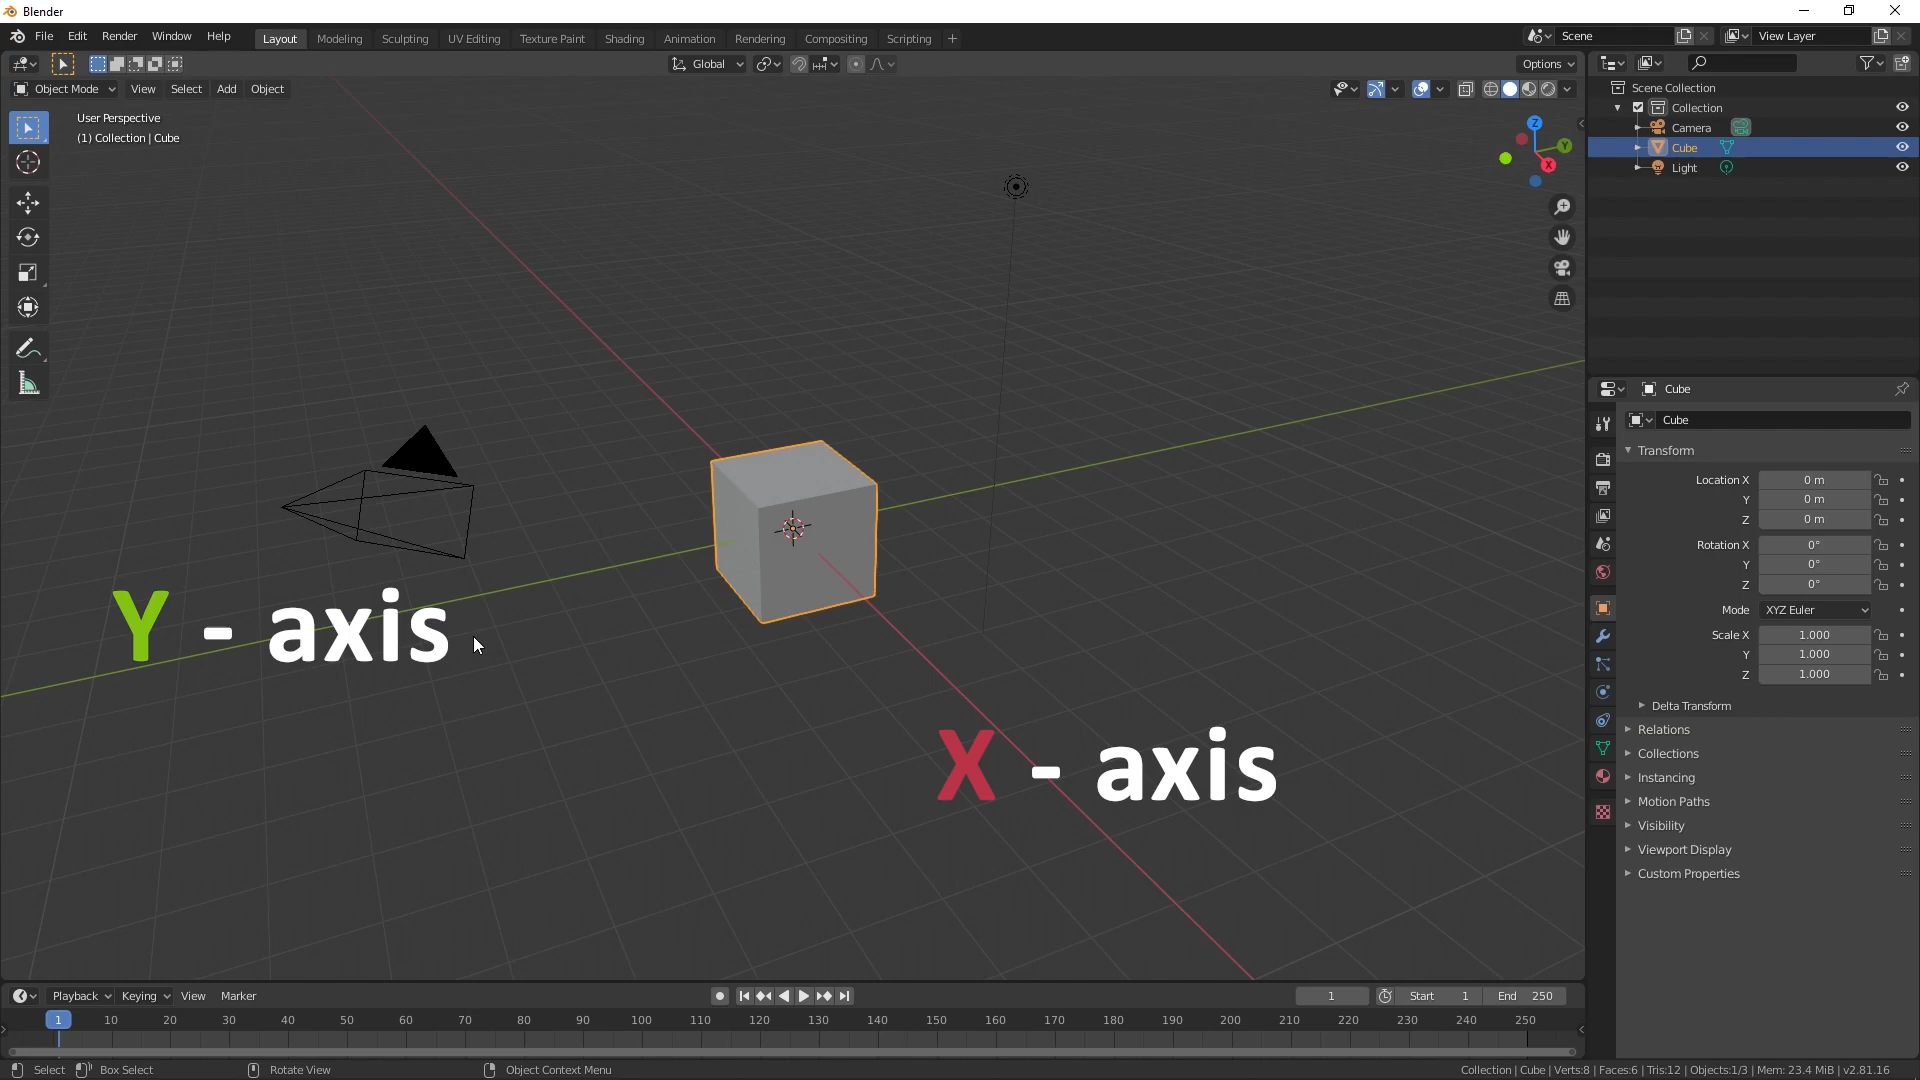 Blender
File Edit Render Window Help Layout Modeling Sculpting UV Editing Texture Paint Shading Animation Rendering Compositing Scripting + Scene View Layer
Global Options
Object Mode View Select Add Object
User Perspective
(1) Collection | Cube
Z
Y
X
Scene Collection
Collection
Camera
Cube
Light
Y - axis
X - axis
Cube
Cube
Transform
Location X 0 m
Y 0 m
Z 0 m
Rotation X 0°
Y 0°
Z 0°
Mode XYZ Euler
Scale X 1.000
Y 1.000
Z 1.000
Delta Transform
Relations
Collections
Instancing
Motion Paths
Visibility
Viewport Display
Custom Properties
Playback Keying View Marker 1 Start 1 End 250
1 10 20 30 40 50 60 70 80 90 100 110 120 130 140 150 160 170 180 190 200 210 220 230 240 250
Select Box Select Rotate View Object Context Menu Collection | Cube | Verts:8 | Faces:6 | Tris:12 | Objects:1/3 | Mem: 23.4 MiB | v2.81.16